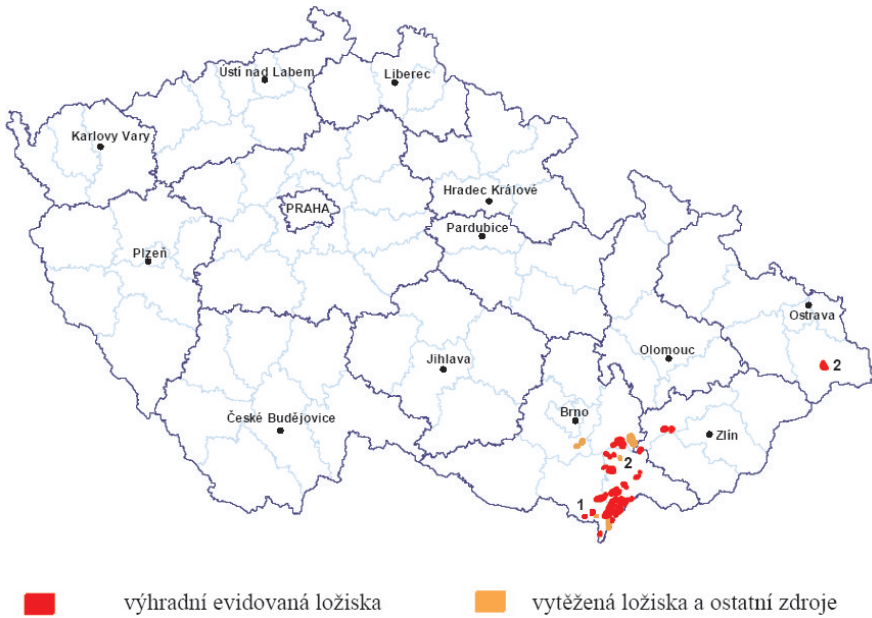 Ústí nad Labem
Liberec
Karlovy Vary
Hradec Králové
PRAHA
Pardubice
Plzeň
Ostrava
Olomouc
Jihlava
2
Brno
České Budějovice
Zlín
2
1
výhradní evidovaná ložiska
vytěžená ložiska a ostatní zdroje